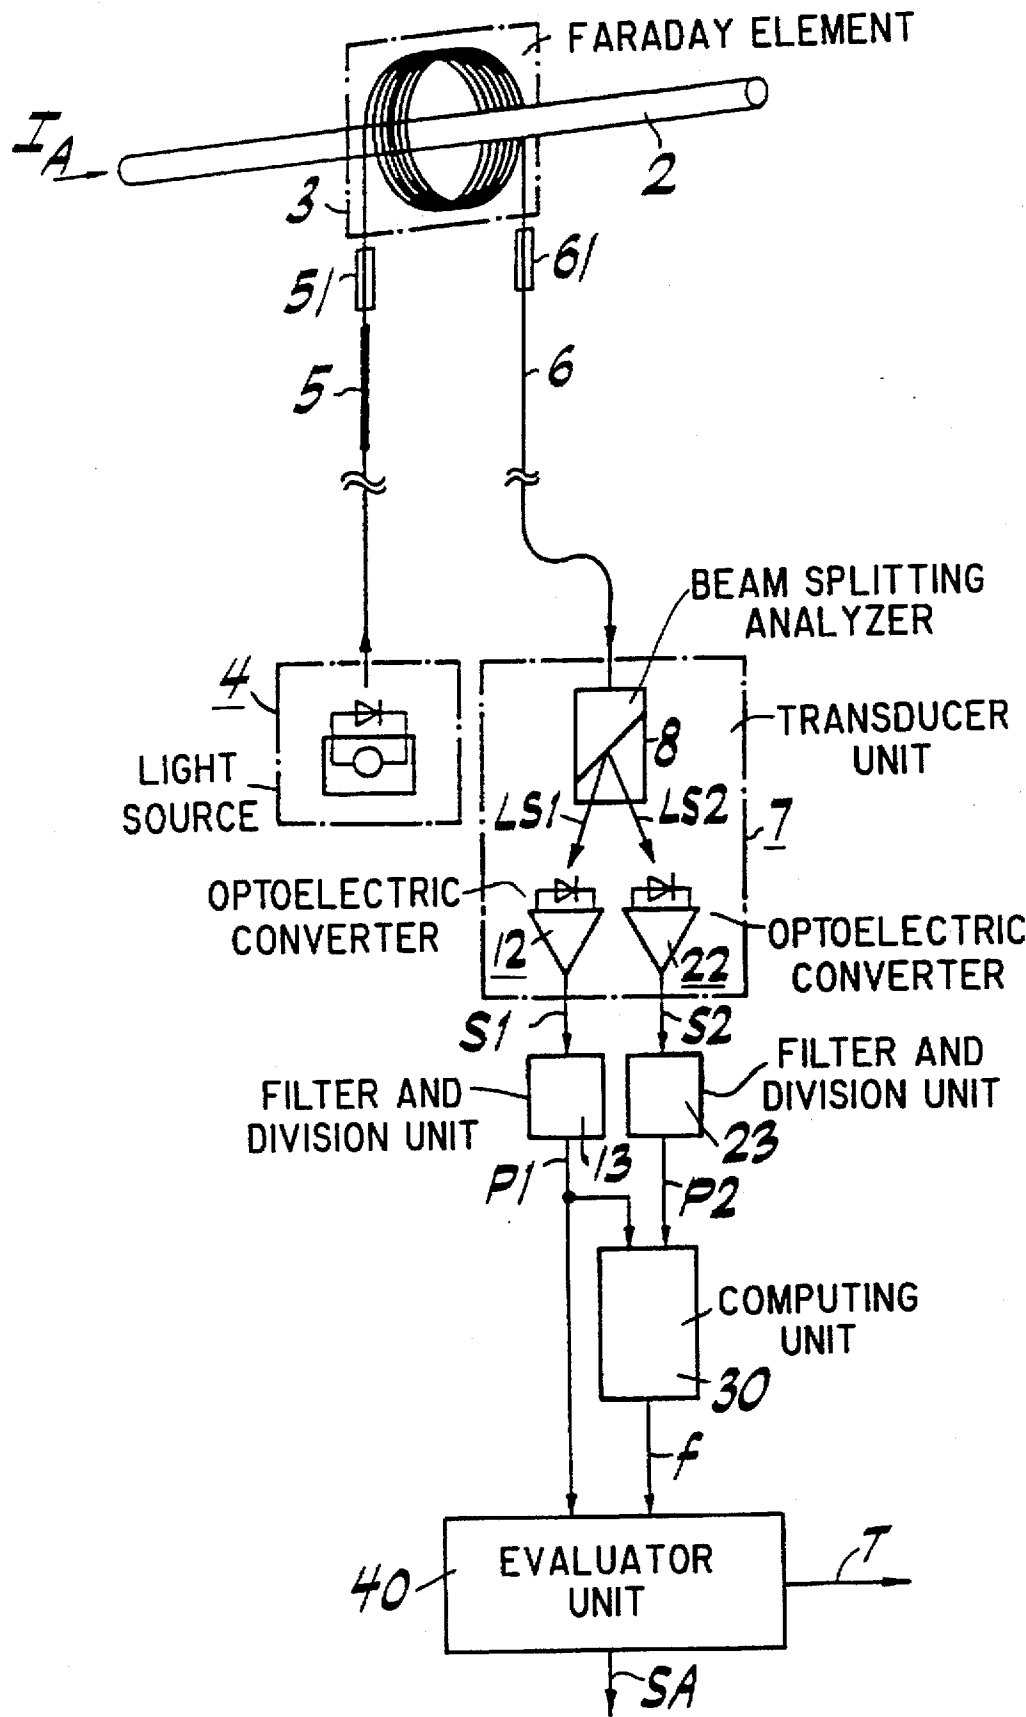 FARADAY ELEMENT
I_A
2
3
51
61
5
6
BEAM SPLITTING
ANALYZER
4
8
TRANSDUCER
UNIT
LIGHT
SOURCE
LS1
LS2
7
OPTOELECTRIC
CONVERTER
12
22
OPTOELECTRIC
CONVERTER
S1
S2
FILTER AND
DIVISION UNIT
FILTER AND
DIVISION UNIT
13
23
P1
P2
COMPUTING
UNIT
30
f
EVALUATOR
UNIT
40
T
SA